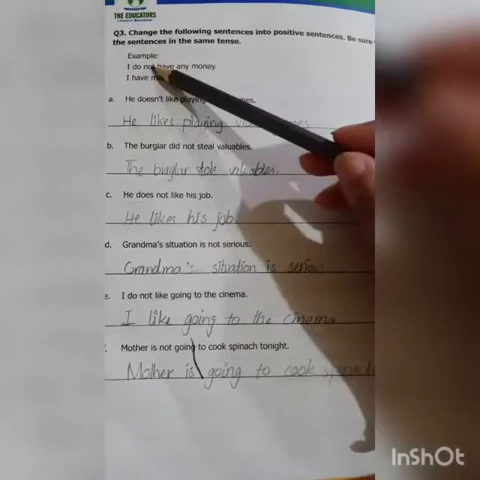 THE EDUCATORS
Q3. Change the following sentences into positive sentences. Be sure
the sentences in the same tense.
Example:
I do not have any money.
I have
a. He doesn't like playing
He likes playing
b. The burglar did not steal valuables.
The burglar stole valuables.
c. He does not like his job.
He likes his job
d. Grandma's situation is not serious.
Grandma's situation is serious
e. I do not like going to the cinema.
I like going to the cinema
Mother is not going to cook spinach tonight.
Mother is going to cook
InShOt